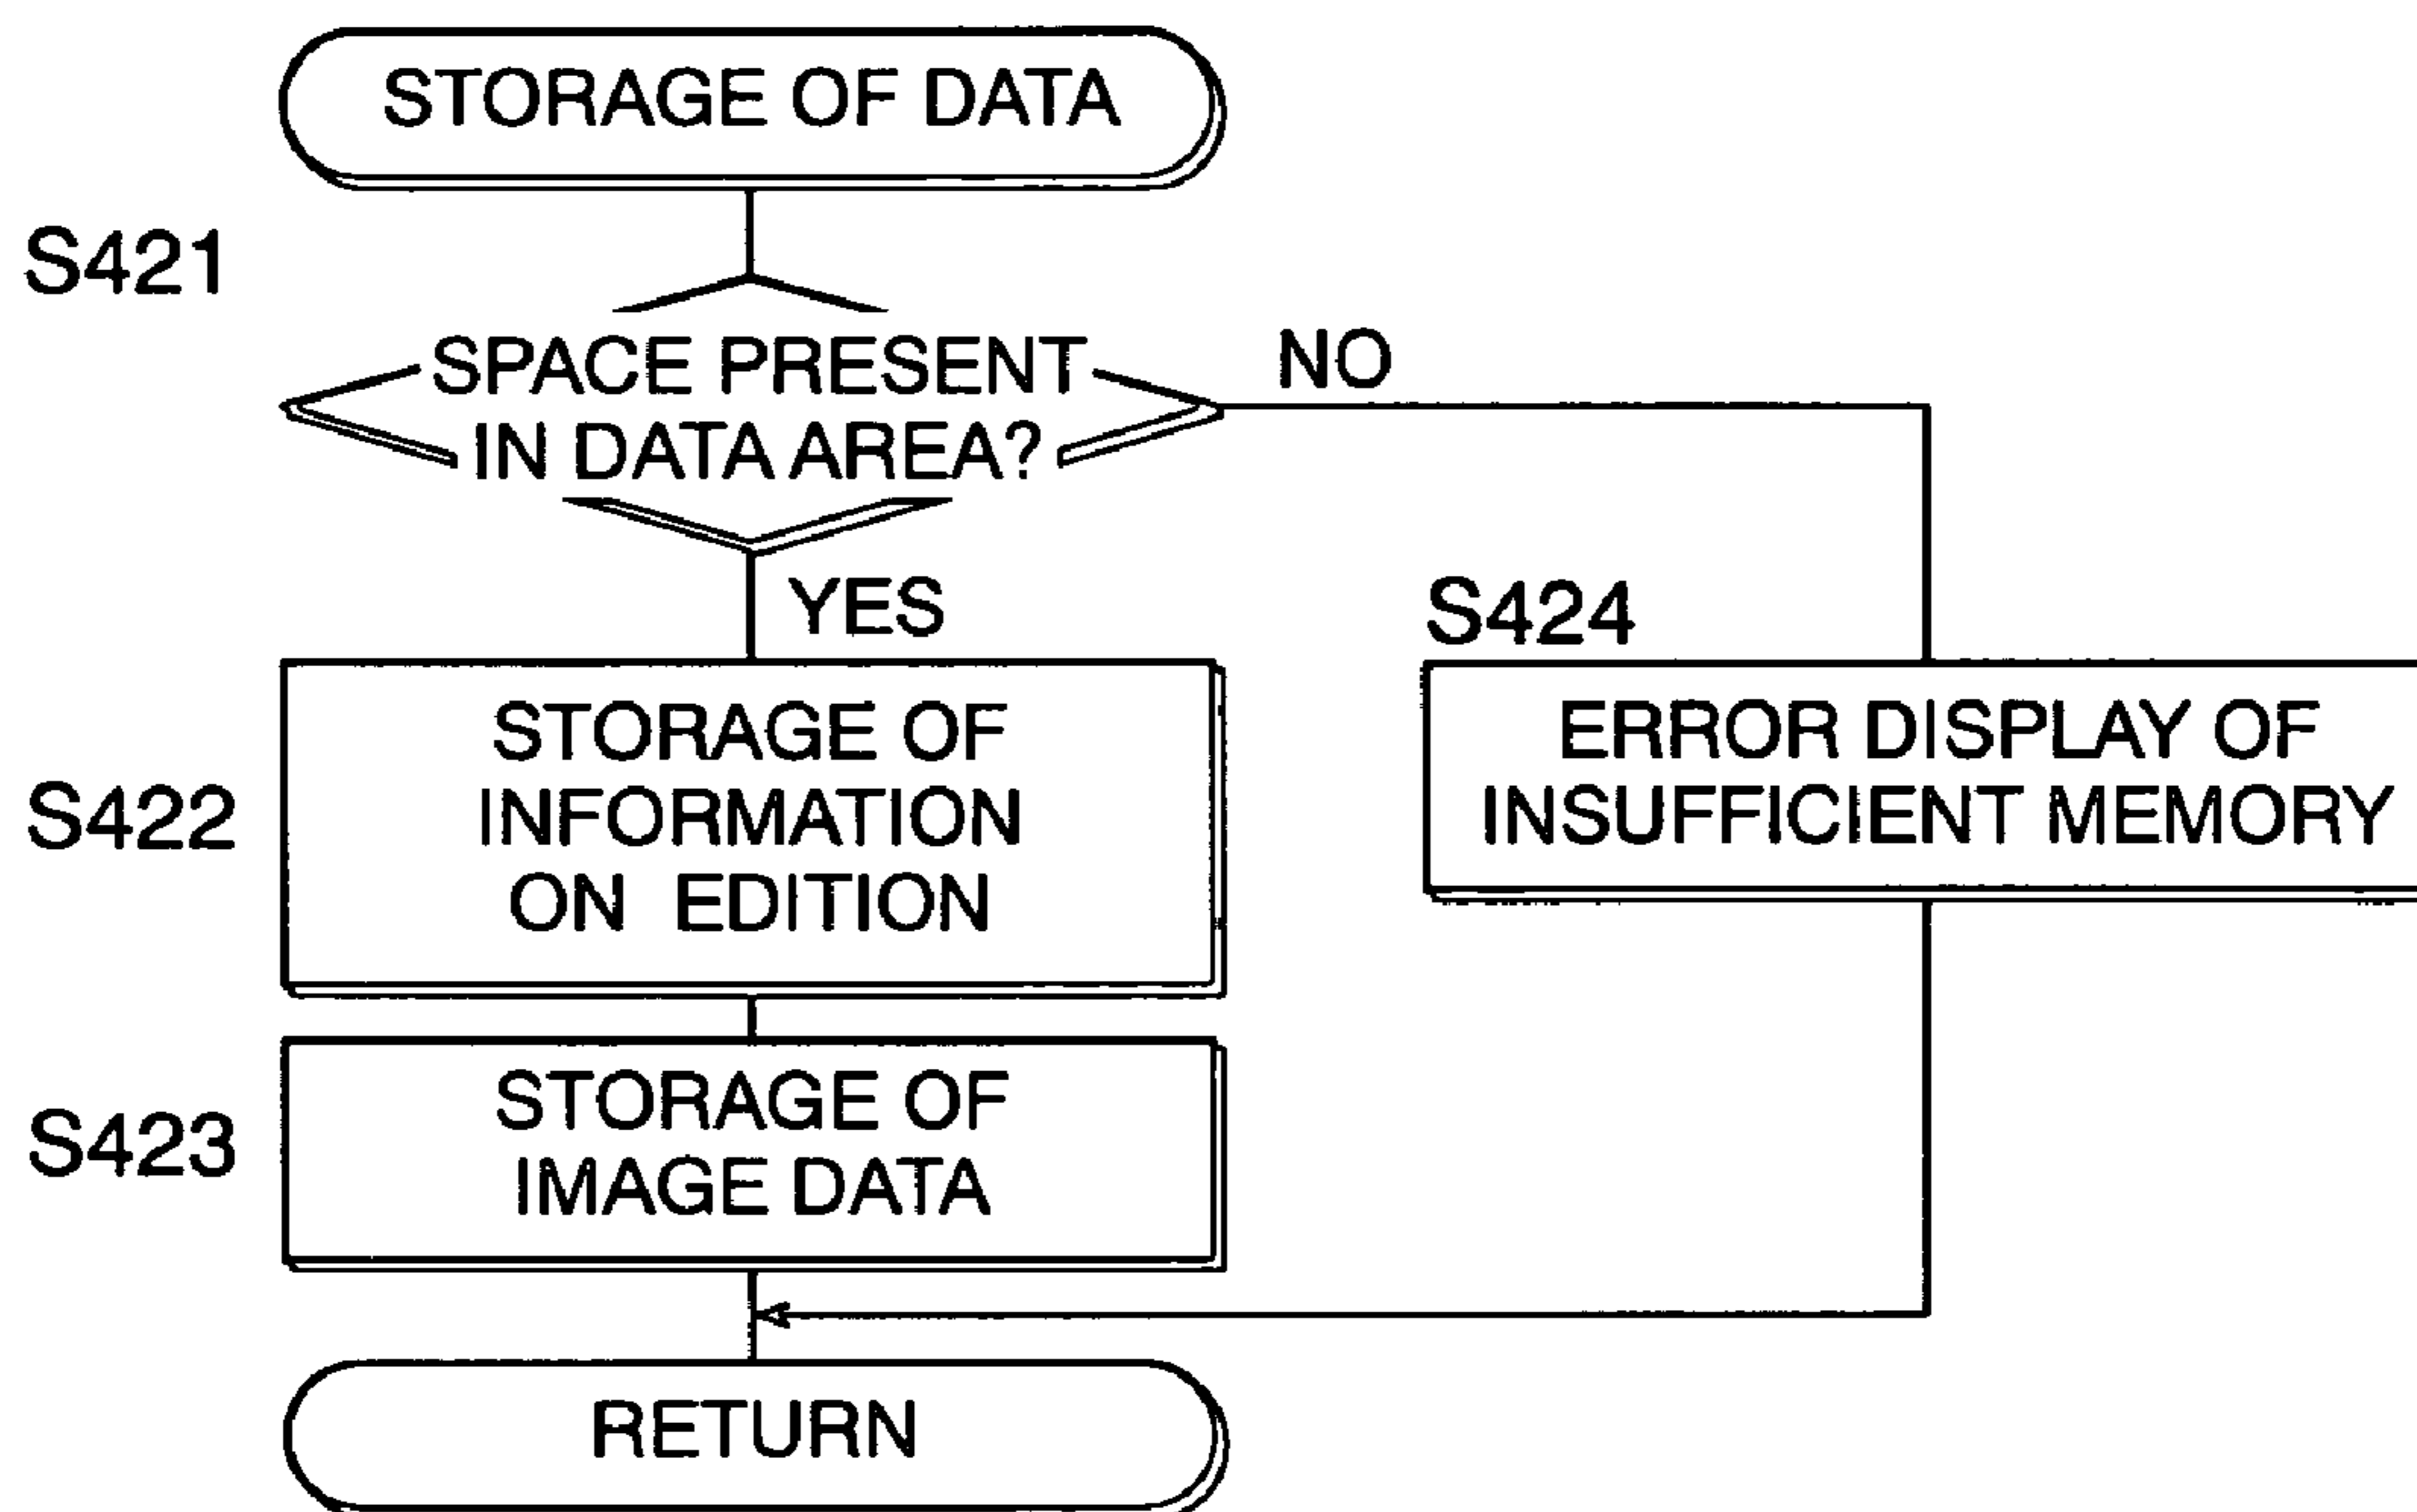 STORAGE OF DATA
S421
SPACE PRESENT
IN DATA AREA?
NO
YES
S422
STORAGE OF
INFORMATION
ON EDITION
S424
ERROR DISPLAY OF
INSUFFICIENT MEMORY
S423
STORAGE OF
IMAGE DATA
RETURN